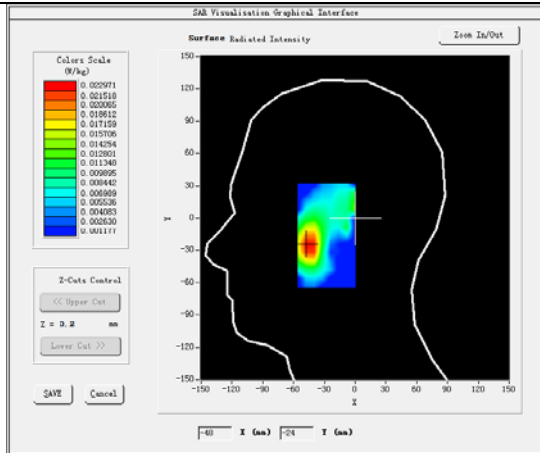 SAR Visualisation Graphical Interface
Surface Radiated Intensity
Zoom In/Out
Colors Scale
(W/kg)
0.022971
0.021518
0.020065
0.018612
0.017159
0.015706
0.014254
0.012801
0.011348
0.009895
0.008442
0.006989
0.005536
0.004083
0.002630
0.001177
Z-Cuts Control
<< Upper Cut
Z = 0.2 mm
Lower Cut >>
SAVE Cancel
150
120
90
60
30
0
-30
-60
-90
-120
-150
Y
-150 -120 -90 -60 -30 0 30 60 90 120 150
X
-48 X (mm) -24 Y (mm)